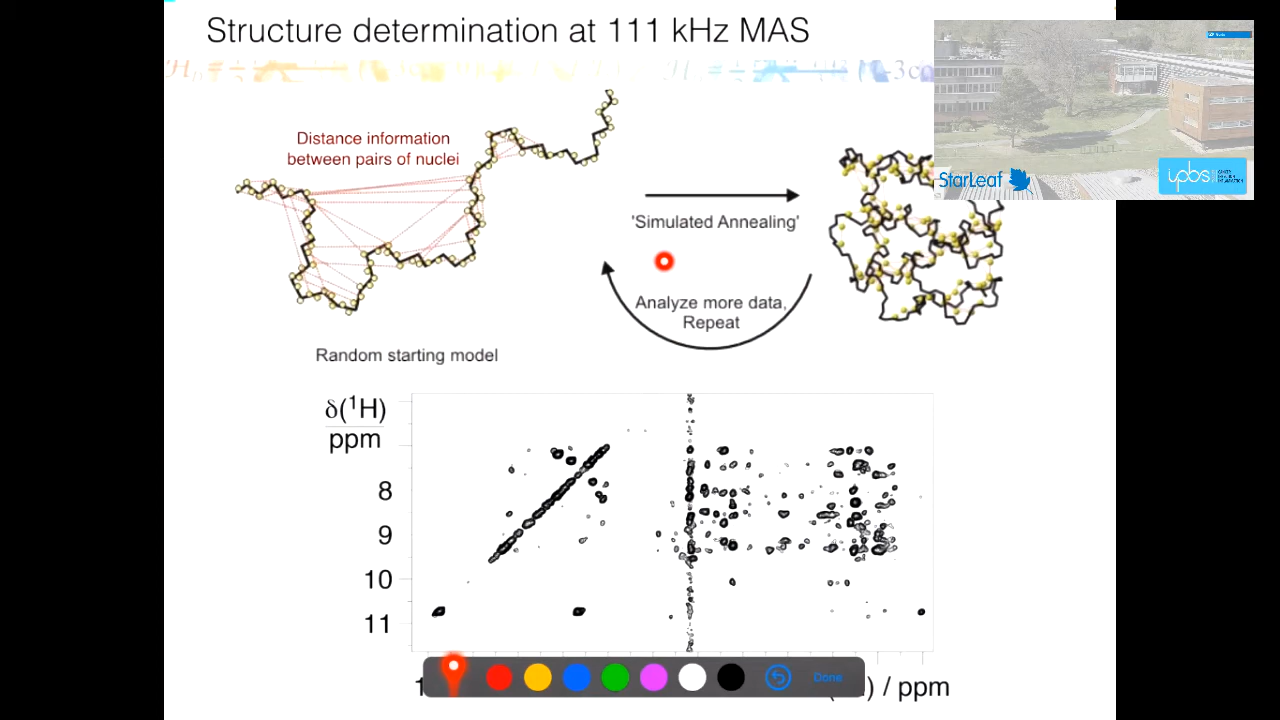 Structure determination at 111 kHz MAS
Distance information
between pairs of nuclei
'Simulated Annealing'
Analyze more data,
Repeat
Random starting model
δ(¹H)
ppm
8
9
10
11
) / ppm
Done
StarLeaf